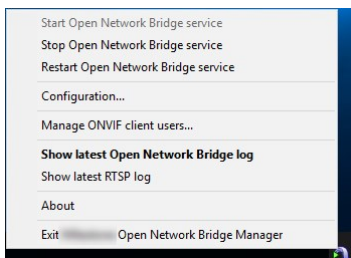 Start Open Network Bridge service
Stop Open Network Bridge service
Restart Open Network Bridge service
Configuration...
Manage ONVIF client users...
Show latest Open Network Bridge log
Show latest RTSP log
About
Exit Open Network Bridge Manager